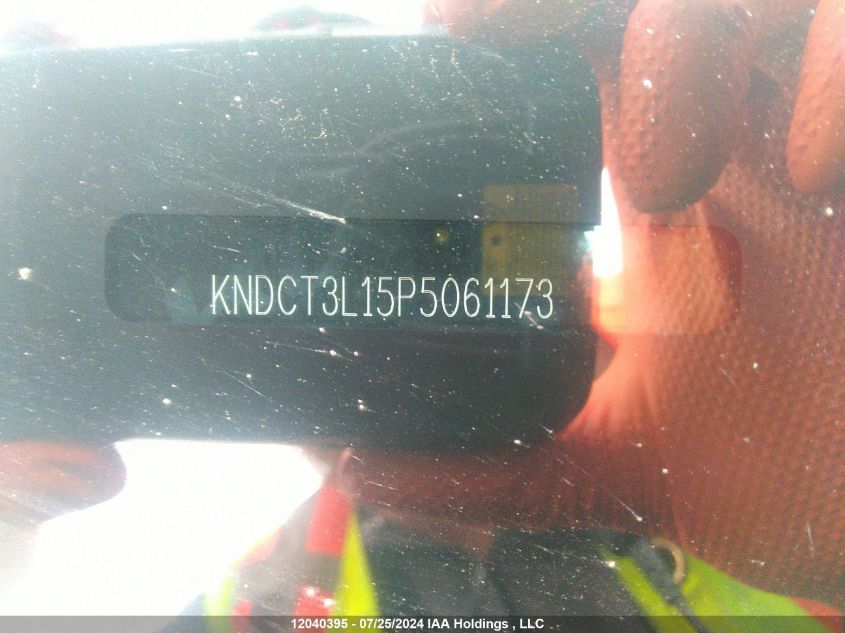 KNDCT3L15P5061173
12040395 - 07/25/2024 IAA Holdings , LLC